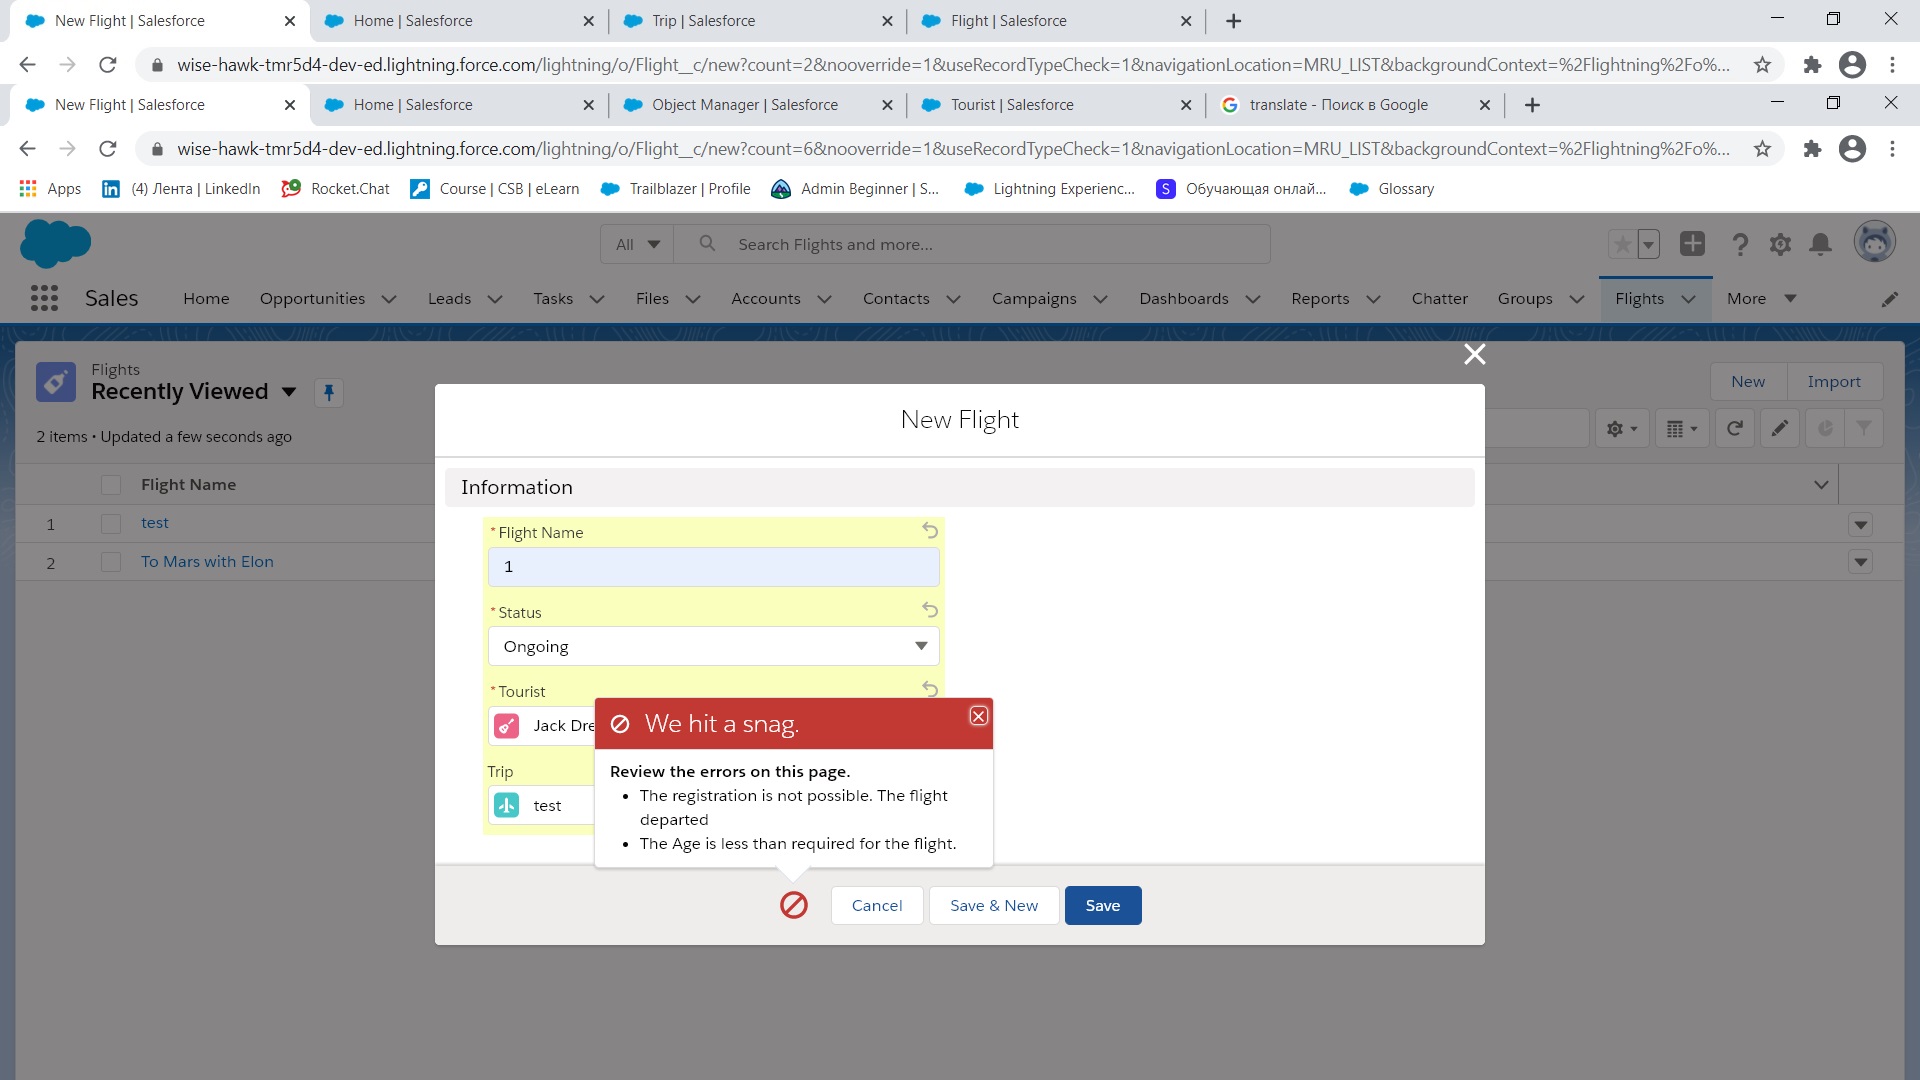 New Flight | Salesforce
Home | Salesforce
Trip | Salesforce
Flight | Salesforce
wise-hawk-tmr5d4-dev-ed.lightning.force.com/lightning/o/Flight__c/new?count=2&nooverride=1&useRecordTypeCheck=1&navigationLocation=MRU_LIST&backgroundContext=%2Flightning%2Fo%...
New Flight | Salesforce
Home | Salesforce
Object Manager | Salesforce
Tourist | Salesforce
translate - Поиск в Google
wise-hawk-tmr5d4-dev-ed.lightning.force.com/lightning/o/Flight__c/new?count=6&nooverride=1&useRecordTypeCheck=1&navigationLocation=MRU_LIST&backgroundContext=%2Flightning%2Fo%...
Apps
(4) Лента | LinkedIn
Rocket.Chat
Course | CSB | eLearn
Trailblazer | Profile
Admin Beginner | S...
Lightning Experienc...
S Обучающая онлай...
Glossary
All
Search Flights and more...
Sales
Home
Opportunities
Leads
Tasks
Files
Accounts
Contacts
Campaigns
Dashboards
Reports
Chatter
Groups
Flights
More
Flights
Recently Viewed
New
Import
2 items • Updated a few seconds ago
Flight Name
1 test
2 To Mars with Elon
New Flight
Information
* Flight Name
1
* Status
Ongoing
* Tourist
Jack Dre
Trip
test
We hit a snag.
Review the errors on this page.
• The registration is not possible. The flight
departed
• The Age is less than required for the flight.
Cancel
Save & New
Save